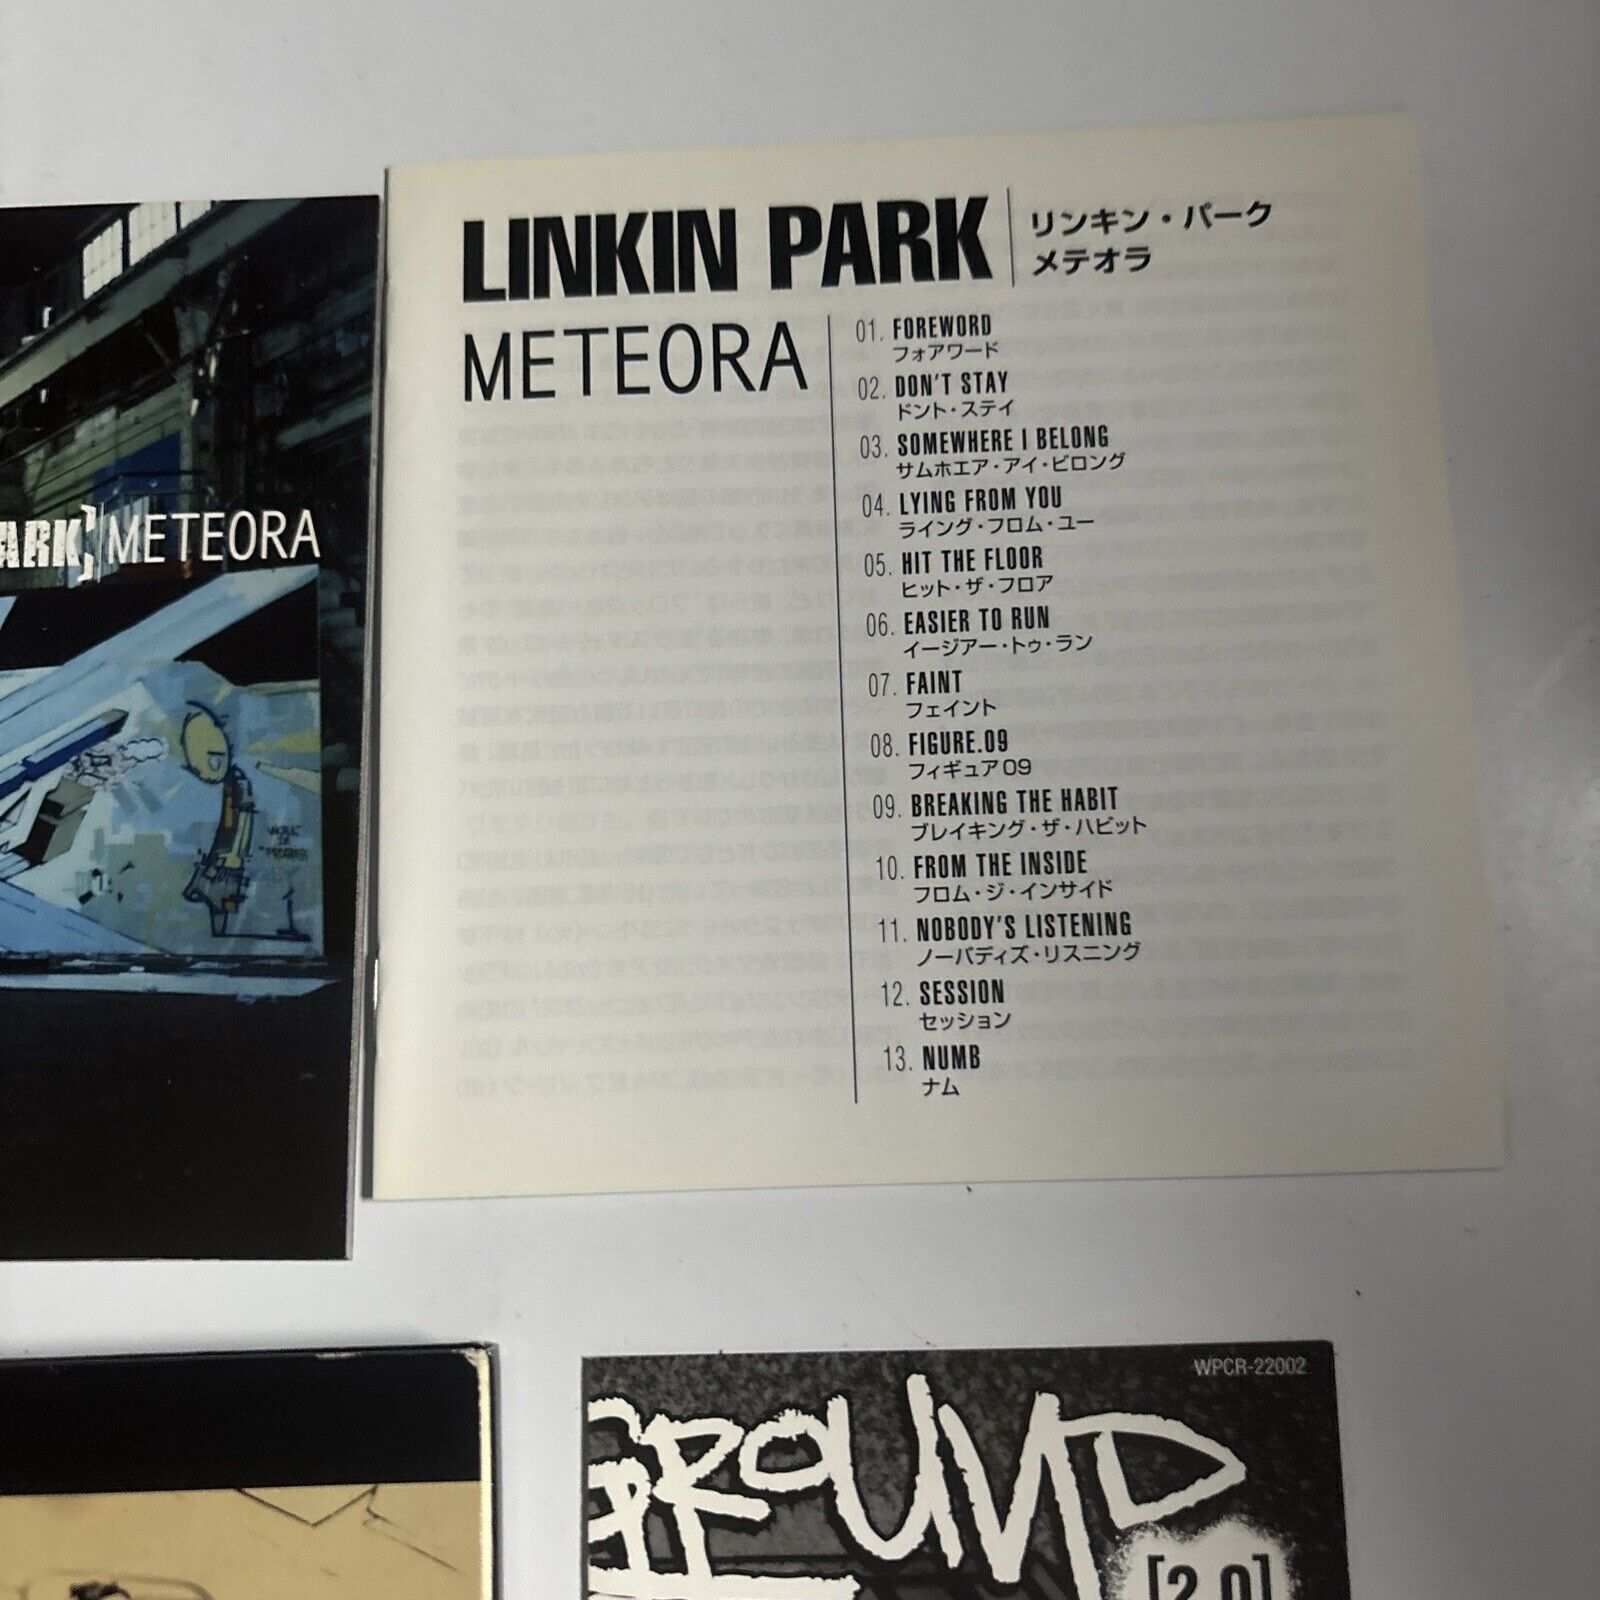 LINKIN PARK
リンキン・パーク
メテオラ
METEORA
01. FOREWORD
フォアワード
02. DON'T STAY
ドント・ステイ
03. SOMEWHERE I BELONG
サムホエア・アイ・ビロング
04. LYING FROM YOU
ライング・フロム・ユー
05. HIT THE FLOOR
ヒット・ザ・フロア
06. EASIER TO RUN
イージアー・トゥ・ラン
07. FAINT
フェイント
08. FIGURE.09
フィギュア09
09. BREAKING THE HABIT
ブレイキング・ザ・ハビット
10. FROM THE INSIDE
フロム・ジ・インサイド
11. NOBODY'S LISTENING
ノーバディズ・リスニング
12. SESSION
セッション
13. NUMB
ナム
PARK] METEORA
WPCR-22002
GROUND
[2.0]